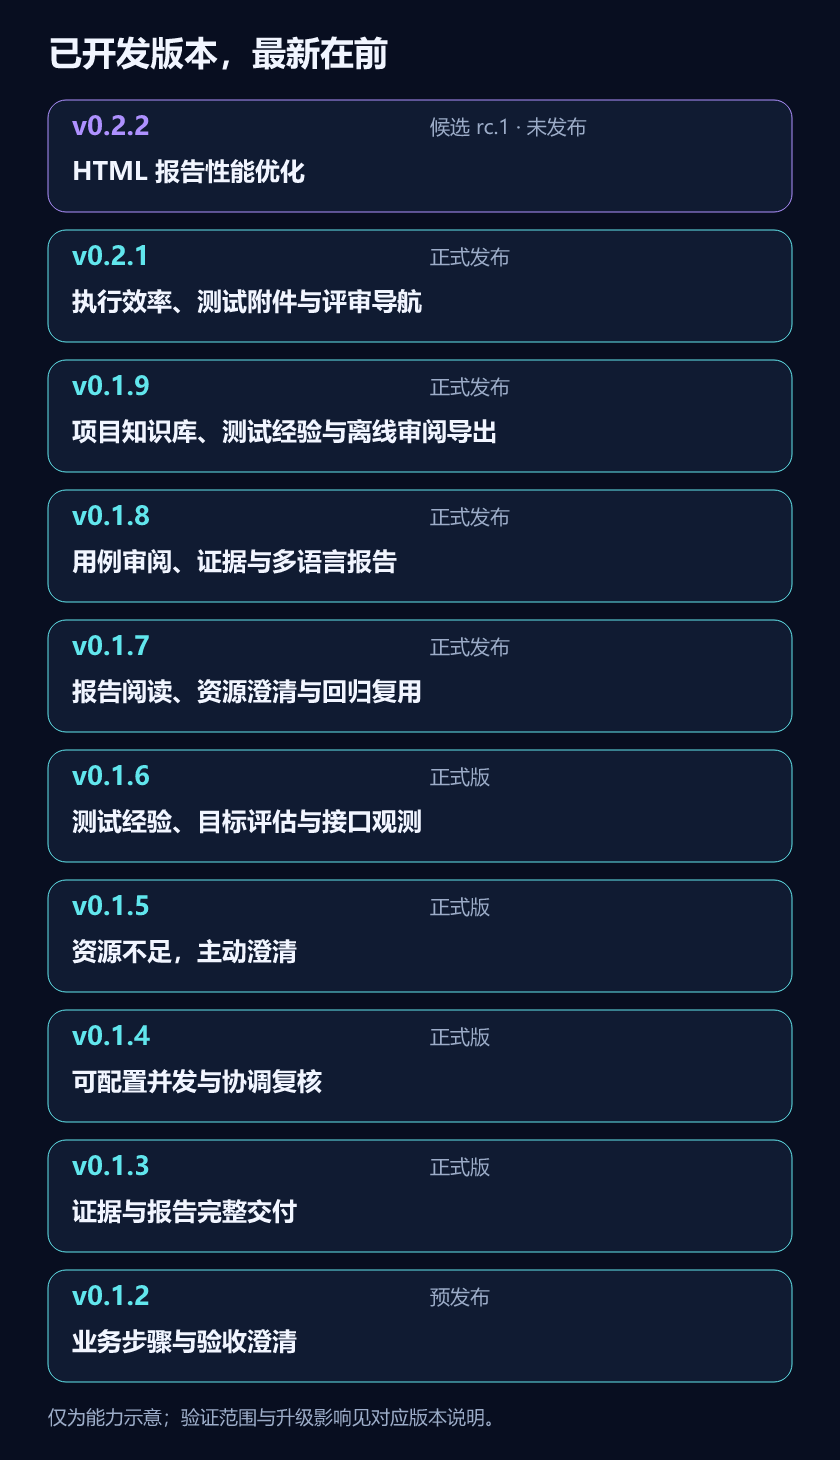 已开发版本，最新在前
v0.2.2 候选 rc.1 · 未发布
HTML 报告性能优化
v0.2.1 正式发布
执行效率、测试附件与评审导航
v0.1.9 正式发布
项目知识库、测试经验与离线审阅导出
v0.1.8 正式发布
用例审阅、证据与多语言报告
v0.1.7 正式发布
报告阅读、资源澄清与回归复用
v0.1.6 正式版
测试经验、目标评估与接口观测
v0.1.5 正式版
资源不足，主动澄清
v0.1.4 正式版
可配置并发与协调复核
v0.1.3 正式版
证据与报告完整交付
v0.1.2 预发布
业务步骤与验收澄清
仅为能力示意；验证范围与升级影响见对应版本说明。